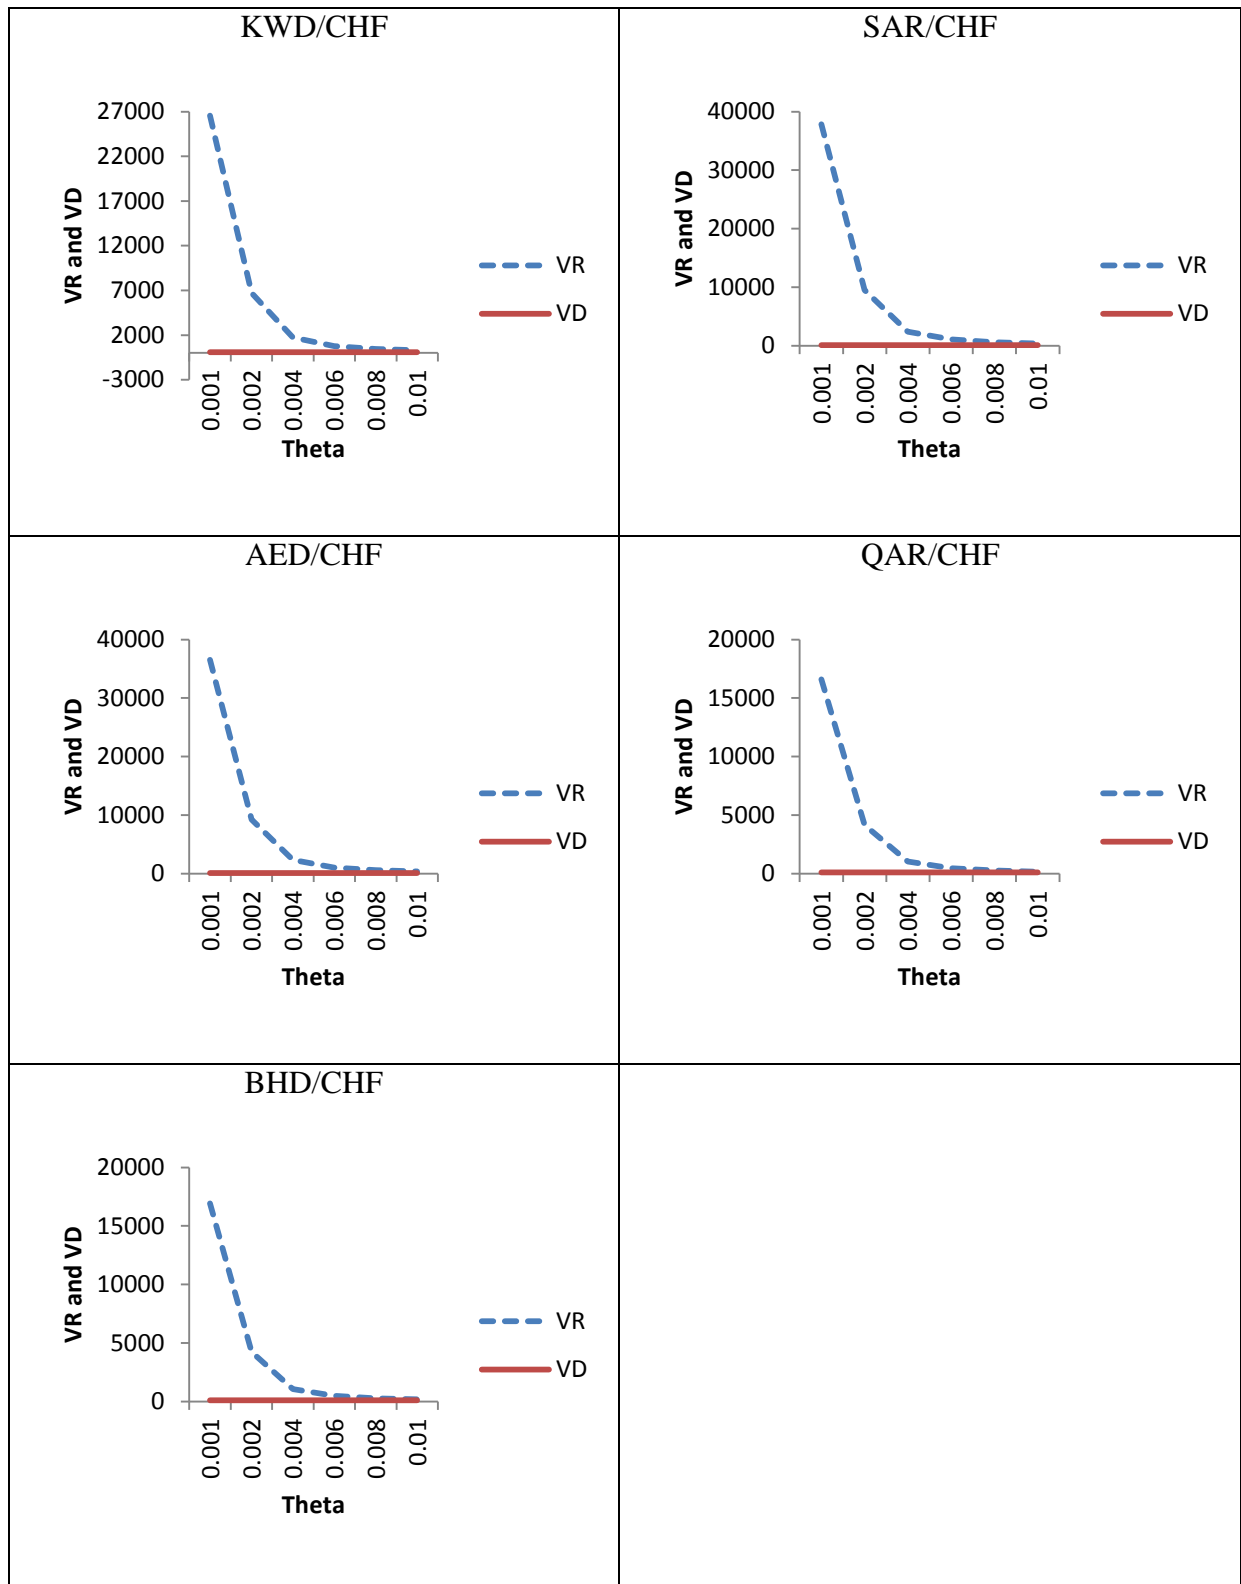 KWD/CHF
27000
22000
17000
12000
7000
2000
-3000
VR and VD
0.001
0.002
0.004
0.006
0.008
0.01
Theta
VR
VD
SAR/CHF
40000
30000
20000
10000
0
VR and VD
0.001
0.002
0.004
0.006
0.008
0.01
Theta
VR
VD
AED/CHF
40000
30000
20000
10000
0
VR and VD
0.001
0.002
0.004
0.006
0.008
0.01
Theta
VR
VD
QAR/CHF
20000
15000
10000
5000
0
VR and VD
0.001
0.002
0.004
0.006
0.008
0.01
Theta
VR
VD
BHD/CHF
20000
15000
10000
5000
0
VR and VD
0.001
0.002
0.004
0.006
0.008
0.01
Theta
VR
VD